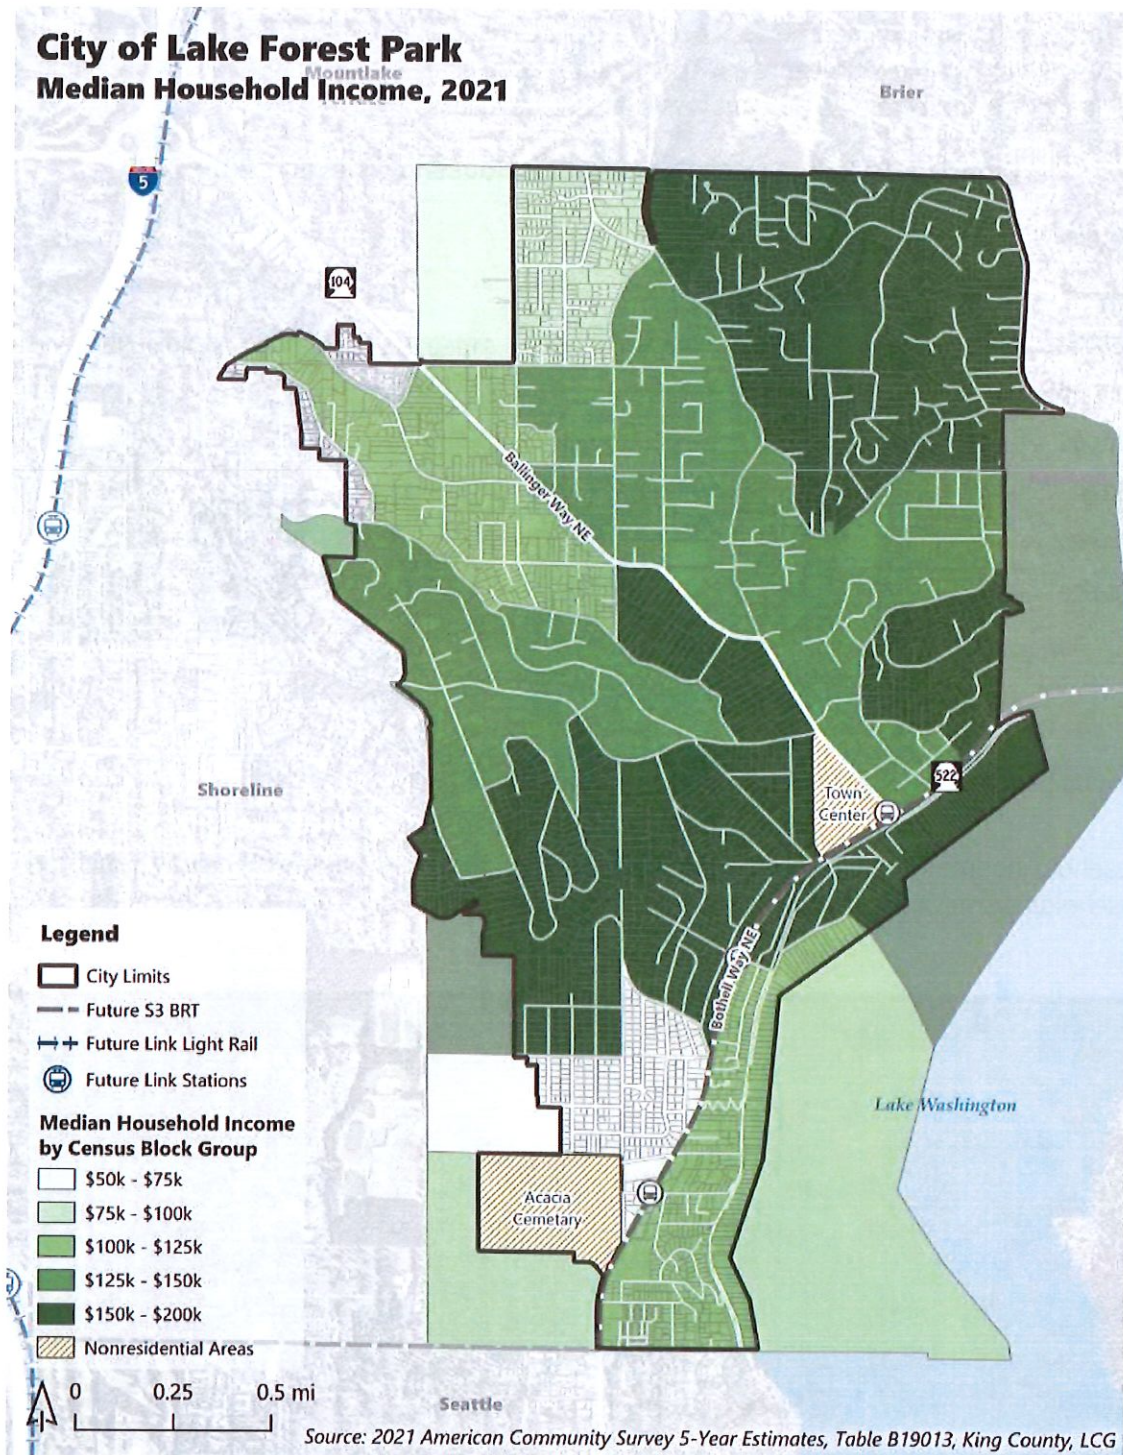 City of Lake Forest Park
Median Household Income, 2021
Mountlake
Terrace
Brier
5
104
Ballinger Way NE
Shoreline
Town
Center
522
Bothell Way NE
Lake Washington
Acacia
Cemetary
Legend
City Limits
Future S3 BRT
Future Link Light Rail
Future Link Stations
Median Household Income
by Census Block Group
$50k - $75k
$75k - $100k
$100k - $125k
$125k - $150k
$150k - $200k
Nonresidential Areas
0 0.25 0.5 mi
Seattle
Source: 2021 American Community Survey 5-Year Estimates, Table B19013, King County, LCG